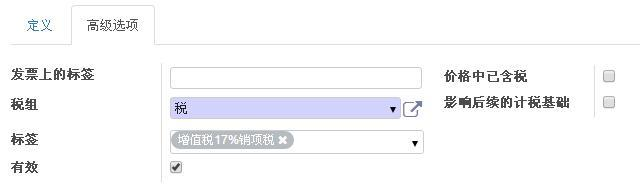 定义 高级选项
发票上的标签 价格中已含税
税组 税 影响后续的计税基础
标签 增值税17%销项税
有效